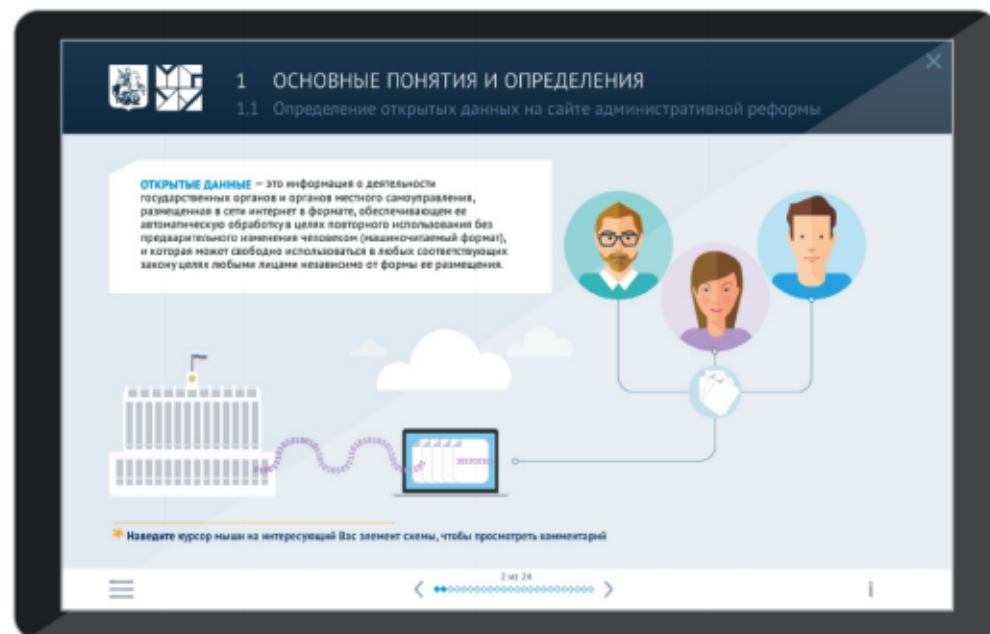 1 ОСНОВНЫЕ ПОНЯТИЯ И ОПРЕДЕЛЕНИЯ
1.1 Определение открытых данных на сайте административной реформы
ОТКРЫТЫЕ ДАННЫЕ — это информация о деятельности
государственных органов и органов местного самоуправления,
размещенная в сети интернет в формате, обеспечивающем ее
автоматическую обработку в целях повторного использования без
предварительного изменения человеком (машиночитаемый формат),
и которая может свободно использоваться в любых соответствующих
закону целях любыми лицами независимо от формы ее размещения.
* Наведите курсор мыши на интересующий Вас элемент схемы, чтобы просмотреть комментарий
2 из 24
i